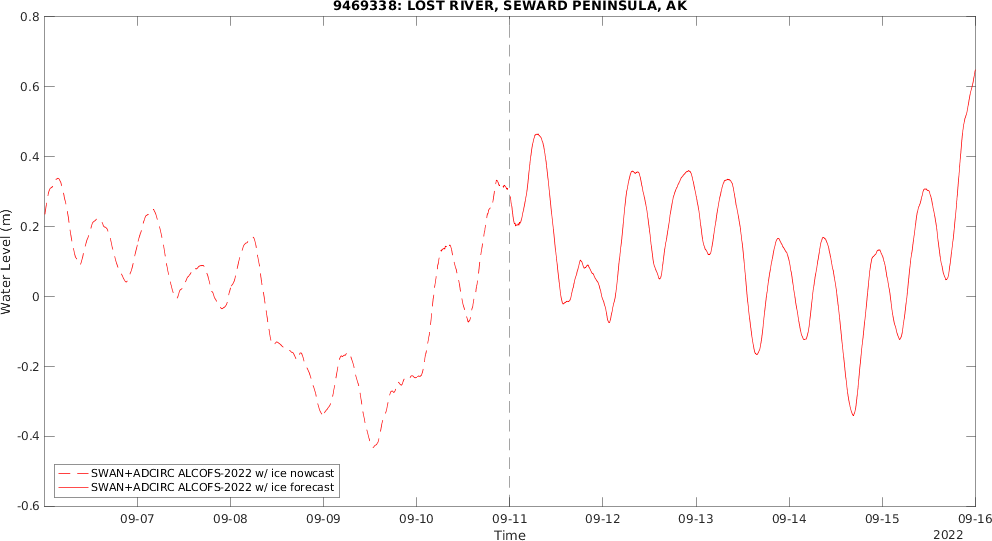 9469338: LOST RIVER, SEWARD PENINSULA, AK
0.8
0.6
0.4
0.2
0
-0.2
-0.4
-0.6
Water Level (m)
SWAN+ADCIRC ALCOFS-2022 w/ ice nowcast
SWAN+ADCIRC ALCOFS-2022 w/ ice forecast
09-07 09-08 09-09 09-10 09-11 09-12 09-13 09-14 09-15 09-16
Time
2022